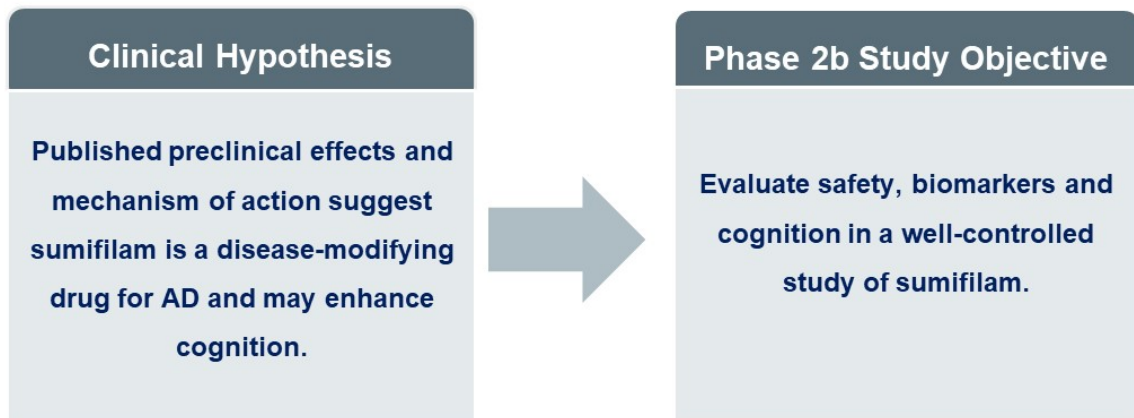 Clinical Hypothesis
Published preclinical effects and
mechanism of action suggest
sumifilam is a disease-modifying
drug for AD and may enhance
cognition.
Phase 2b Study Objective
Evaluate safety, biomarkers and
cognition in a well-controlled
study of sumifilam.